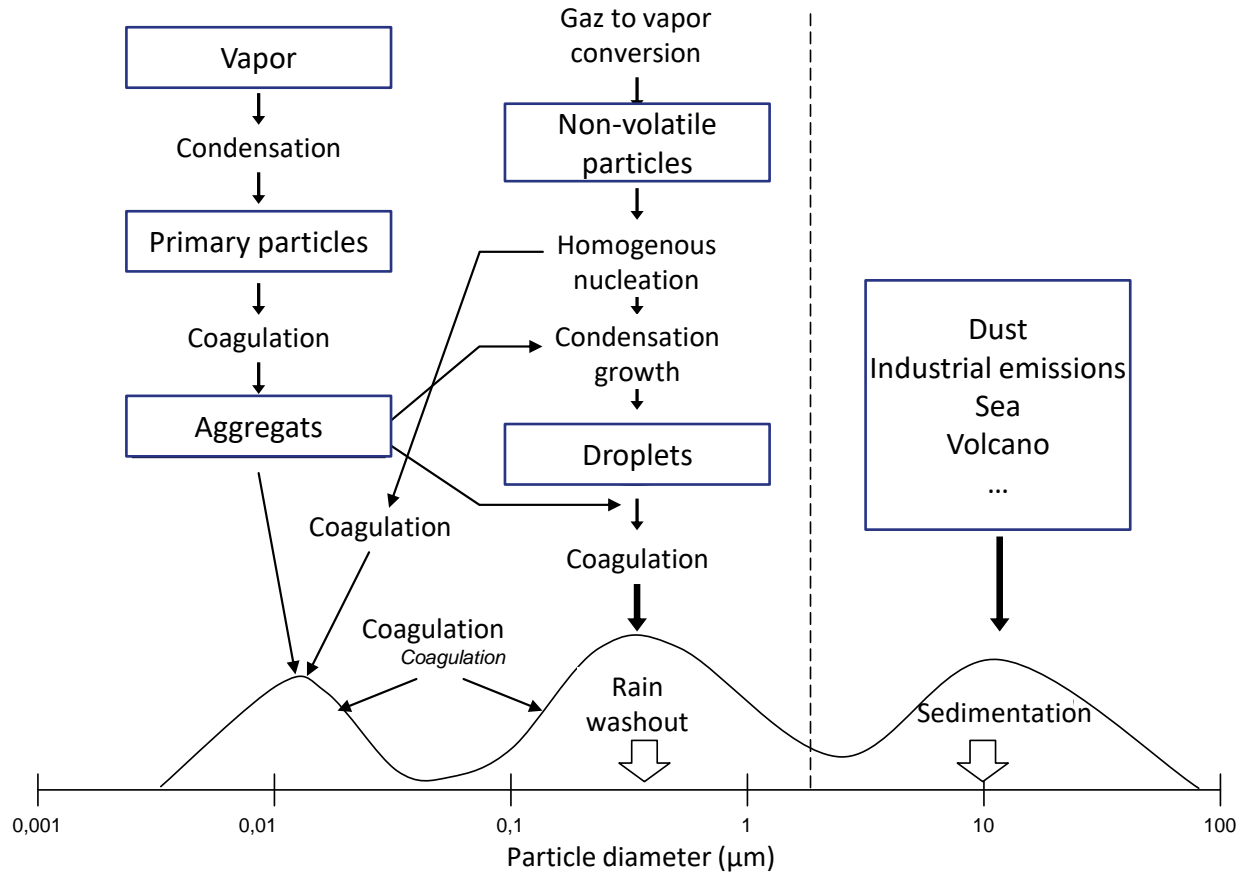 Vapor
Condensation
Primary particles
Coagulation
Aggregats
Coagulation
Coagulation
Coagulation
Gaz to vapor
conversion
Non-volatile
particles
Homogenous
nucleation
Condensation
growth
Droplets
Coagulation
Rain
washout
Dust
Industrial emissions
Sea
Volcano
...
Sedimentation
0,001
0,01
0,1
1
10
100
Particle diameter (µm)